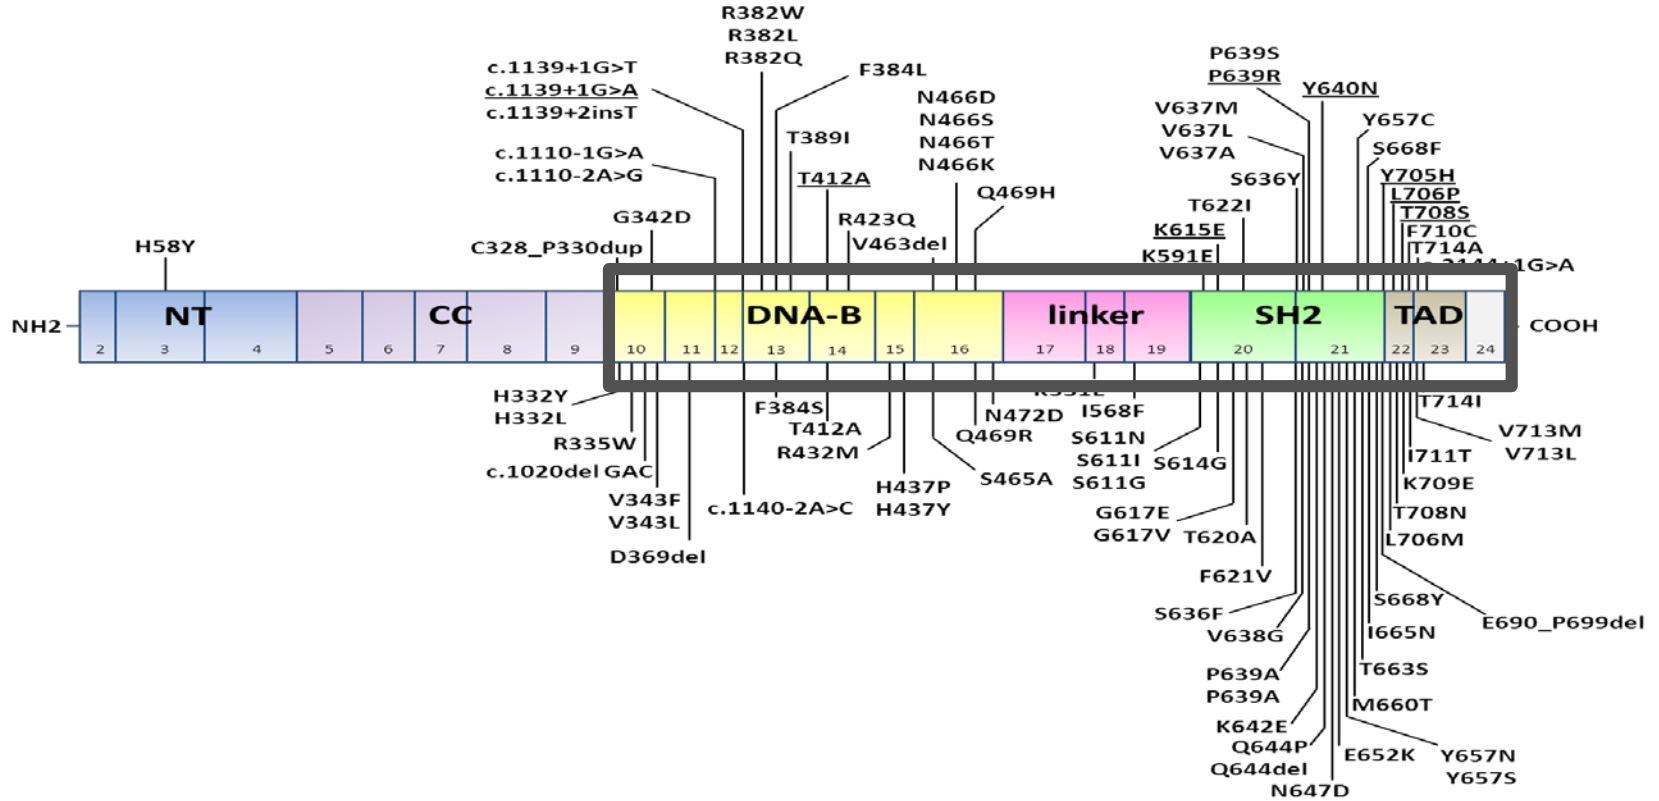 R382W
R382L
R382Q
c.1139+1G>T
c.1139+1G>A
c.1139+2insT
F384L
N466D
N466S
N466T
N466K
c.1110-1G>A
c.1110-2A>G
T389I
T412A
Q469H
G342D
R423Q
H58Y
C328_P330dup
V463del
P639S
P639R
Y640N
V637M
V637L
V637A
Y657C
S668F
S636Y
Y705H
T622I
L706P
K615E
T708S
F710C
K591E
T714A
1G>A
NH2
NT
CC
DNA-B
linker
SH2
TAD
COOH
2 3 4 5 6 7 8 9 10 11 12 13 14 15 16 17 18 19 20 21 22 23 24
H332Y
H332L
R335W
c.1020del GAC
V343F
V343L
D369del
F384S
T412A
R432M
c.1140-2A>C
H437P
H437Y
N472D
Q469R
S465A
I568F
S611N
S611I
S611G
S614G
G617E
G617V
T620A
F621V
S636F
V638G
P639A
P639A
K642E
Q644P
Q644del
N647D
E652K
Y657N
Y657S
M660T
T663S
I665N
S668Y
E690_P699del
L706M
T708N
K709E
I711T
V713M
V713L
T714I